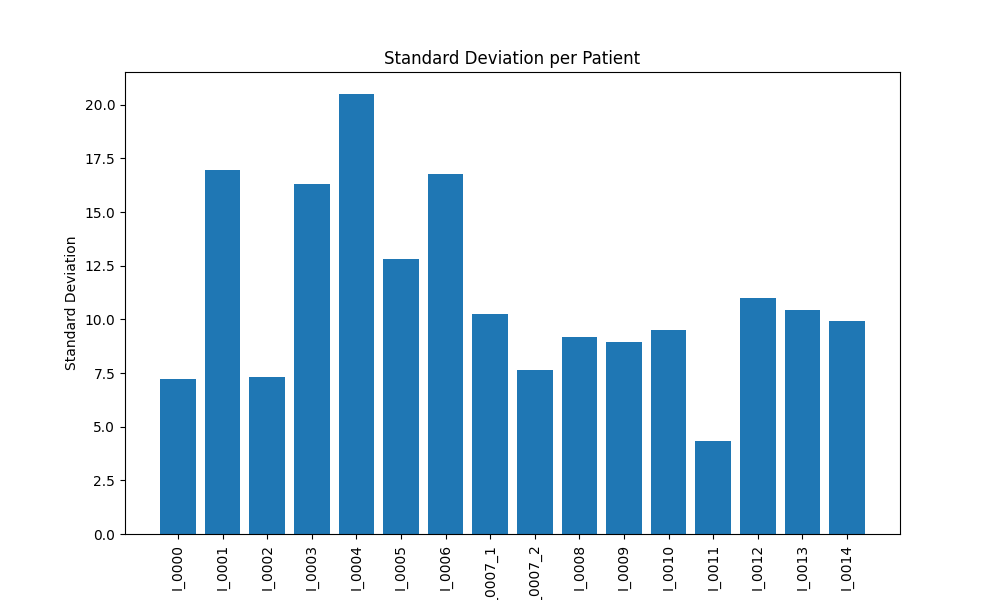 Standard Deviation per Patient
Standard Deviation
20.0
17.5
15.0
12.5
10.0
7.5
5.0
2.5
0.0
I_0000
I_0001
I_0002
I_0003
I_0004
I_0005
I_0006
_0007_1
_0007_2
I_0008
I_0009
I_0010
I_0011
I_0012
I_0013
I_0014